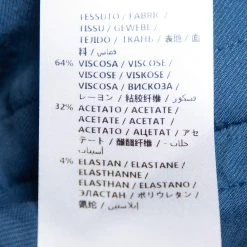 TESSUTO / FABRIC /
TISSU / GEWEBE /
TEJIDO / ТКАНЬ / 表地 / 面
料 / قماش
64% VISCOSA / VISCOSE /
VISCOSE / VISKOSE /
VISCOSA / ВИСКОЗА /
レーヨン / 粘胶纤维 /
فسكوز
32% ACETATO / ACETATE /
ACETATE / ACETAT /
ACETATO / АЦЕТАТ / アセ
テート / 醋酯纤维 /
4% ELASTAN / ELASTANE /
ELASTHANNE /
ELASTHAN / ELASTANO /
ЭЛАСТАН / ポリウレタン /
氨纶 / إيلاستين